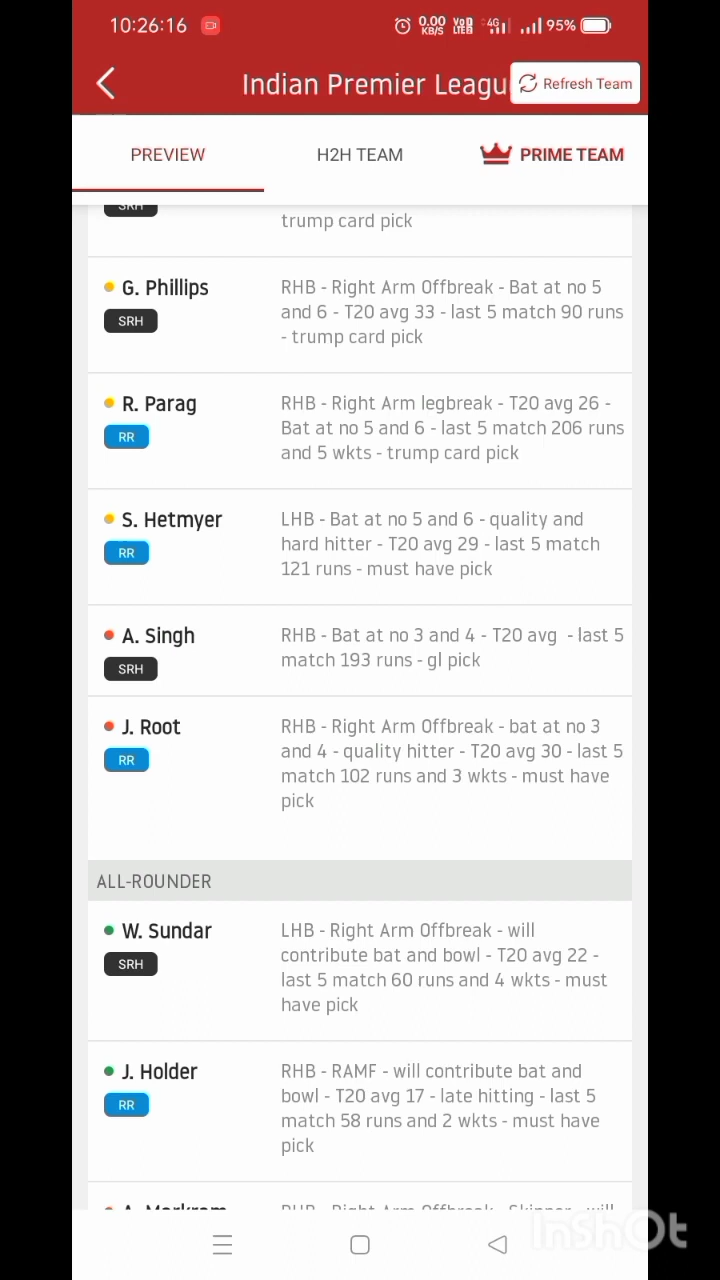 10:26:16 0.00 KB/S VoD LTE 4G 95%
Indian Premier Leagu Refresh Team
PREVIEW H2H TEAM PRIME TEAM
SRH
trump card pick
G. Phillips
SRH
RHB - Right Arm Offbreak - Bat at no 5
and 6 - T20 avg 33 - last 5 match 90 runs
- trump card pick
R. Parag
RR
RHB - Right Arm legbreak - T20 avg 26 -
Bat at no 5 and 6 - last 5 match 206 runs
and 5 wkts - trump card pick
S. Hetmyer
RR
LHB - Bat at no 5 and 6 - quality and
hard hitter - T20 avg 29 - last 5 match
121 runs - must have pick
A. Singh
SRH
RHB - Bat at no 3 and 4 - T20 avg  - last 5
match 193 runs - gl pick
J. Root
RR
RHB - Right Arm Offbreak - bat at no 3
and 4 - quality hitter - T20 avg 30 - last 5
match 102 runs and 3 wkts - must have
pick
ALL-ROUNDER
W. Sundar
SRH
LHB - Right Arm Offbreak - will
contribute bat and bowl - T20 avg 22 -
last 5 match 60 runs and 4 wkts - must
have pick
J. Holder
RR
RHB - RAMF - will contribute bat and
bowl - T20 avg 17 - late hitting - last 5
match 58 runs and 2 wkts - must have
pick
A. Markram
RHB - Right Arm Offbreak - Skipper - will
InShOt